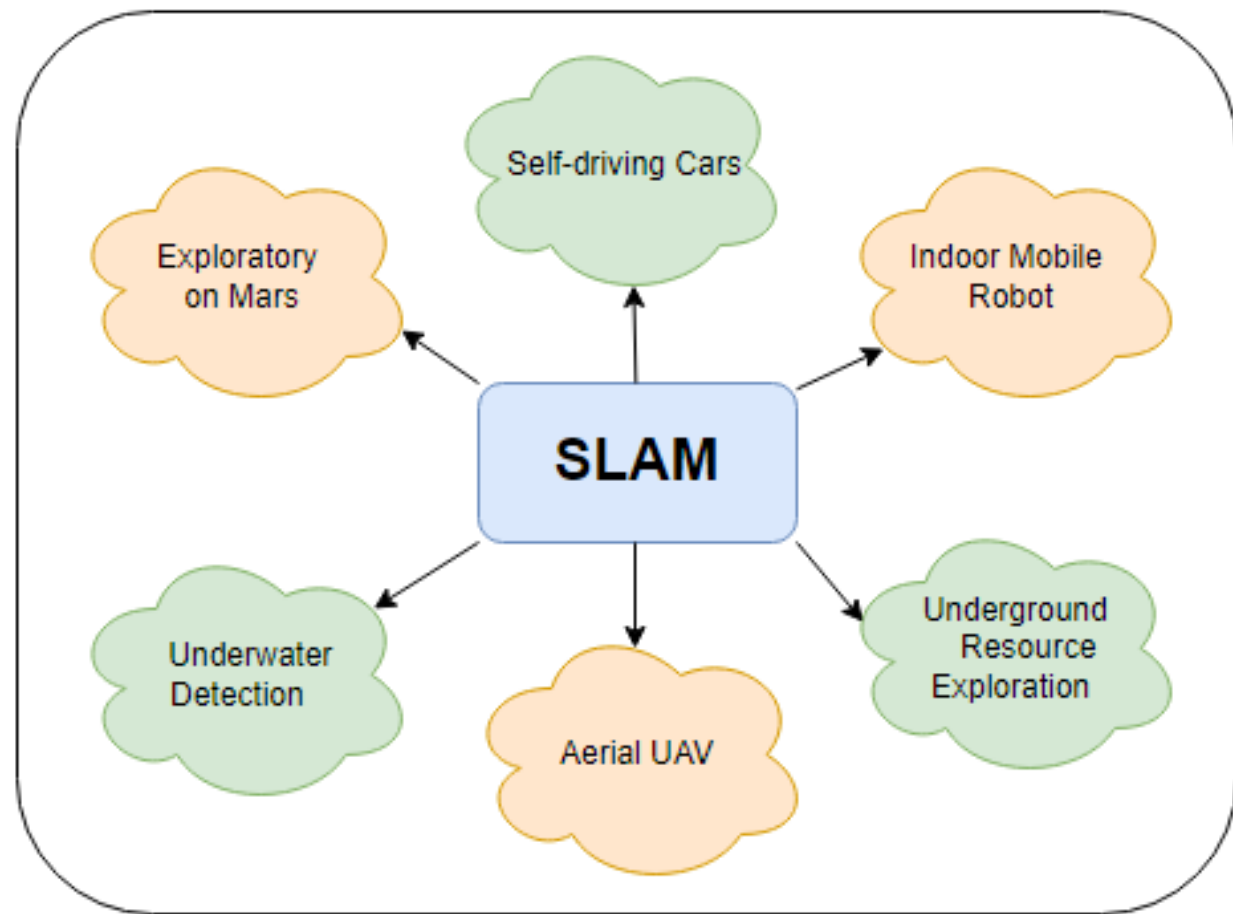 Self-driving Cars
Exploratory
on Mars
Indoor Mobile
Robot
SLAM
Underwater
Detection
Underground
Resource
Exploration
Aerial UAV